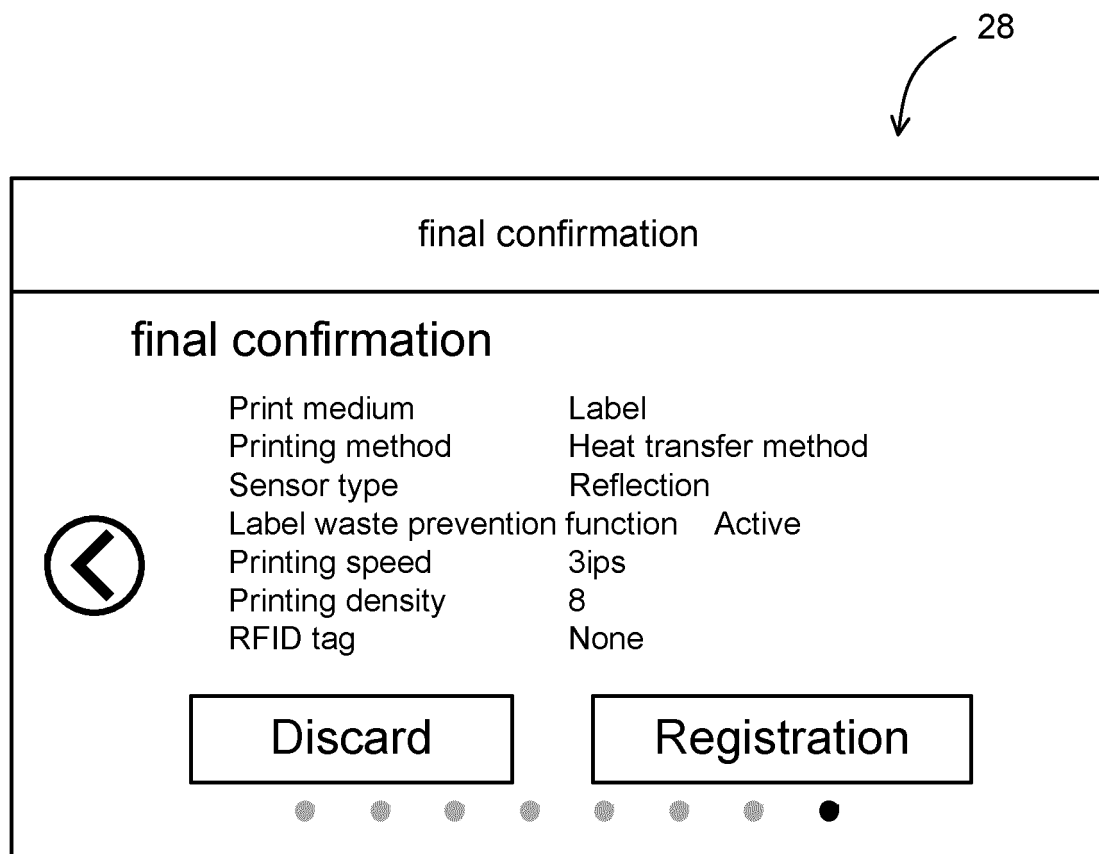 28
final confirmation
final confirmation
Print medium Label
Printing method Heat transfer method
Sensor type Reflection
Label waste prevention function Active
Printing speed 3ips
Printing density 8
RFID tag None
Discard Registration